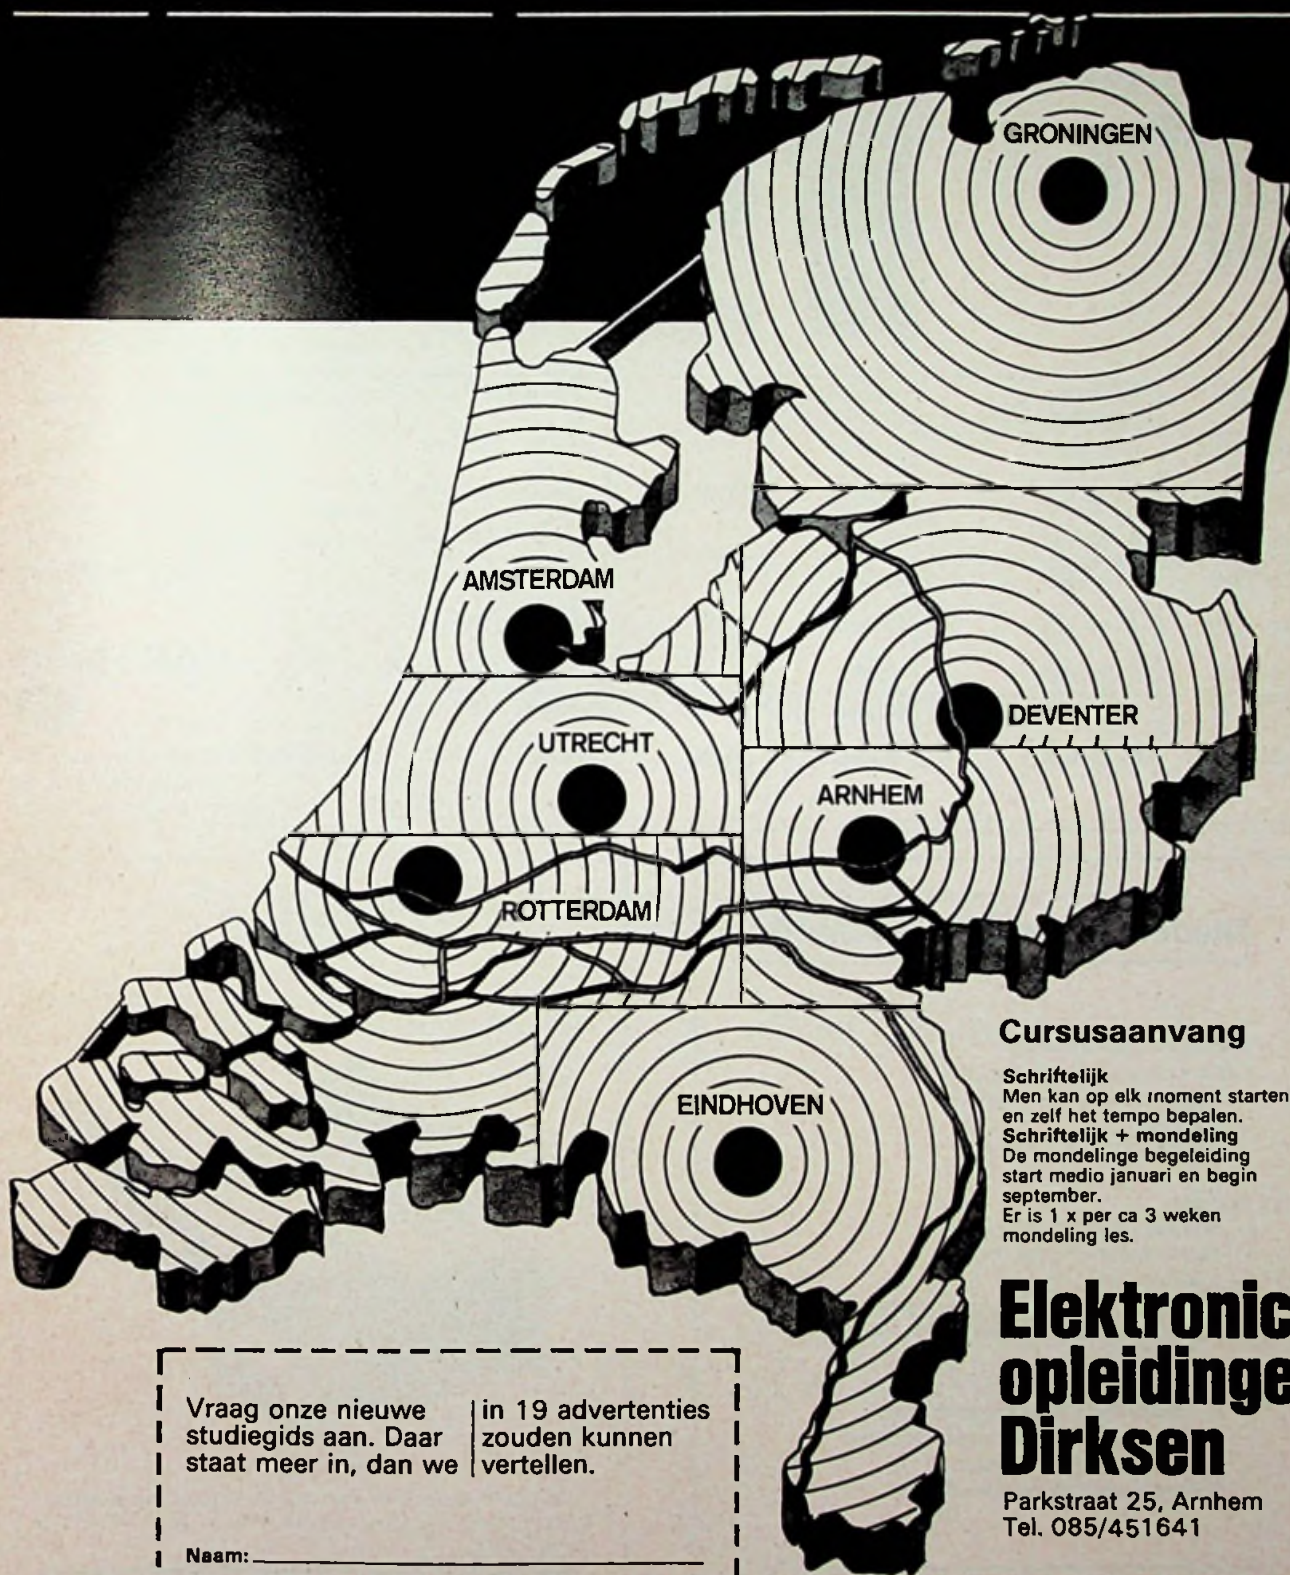 GRONINGEN
AMSTERDAM
DEVENTER
UTRECHT
ARNHEM
ROTTERDAM
EINDHOVEN
Cursusaanvang
Schriftelijk
Men kan op elk moment starten
en zelf het tempo bepalen.
Schriftelijk + mondeling
De mondelinge begeleiding
start medio januari en begin
september.
Er is 1 x per ca 3 weken
mondeling les.
Elektronic
opleidinge
Dirksen
Parkstraat 25, Arnhem
Tel. 085/451641
Vraag onze nieuwe
studiegids aan. Daar
staat meer in, dan we
in 19 advertenties
zouden kunnen
vertellen.
Naam: